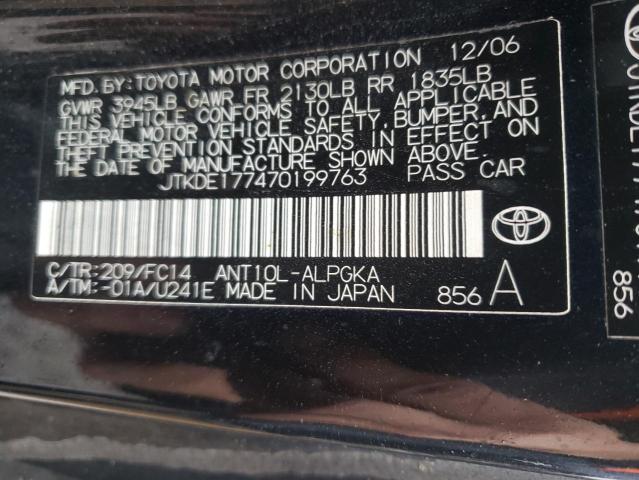 MFD.BY:TOYOTA MOTOR CORPORATION 12/06
GVWR 3945LB GAWR FR 2130LB RR 1835LB
THIS VEHICLE CONFORMS TO ALL APPLICABLE
FEDERAL MOTOR VEHICLE SAFETY, BUMPER, AND
THEFT PREVENTION STANDARDS IN EFFECT ON
THE DATE OF MANUFACTURE SHOWN ABOVE.
JTKDE177470199763 PASS CAR
TOYOTA
C/TR:209/FC14 ANT10L-ALPGKA
A/TM:-01A/U241E MADE IN JAPAN 856 A
856